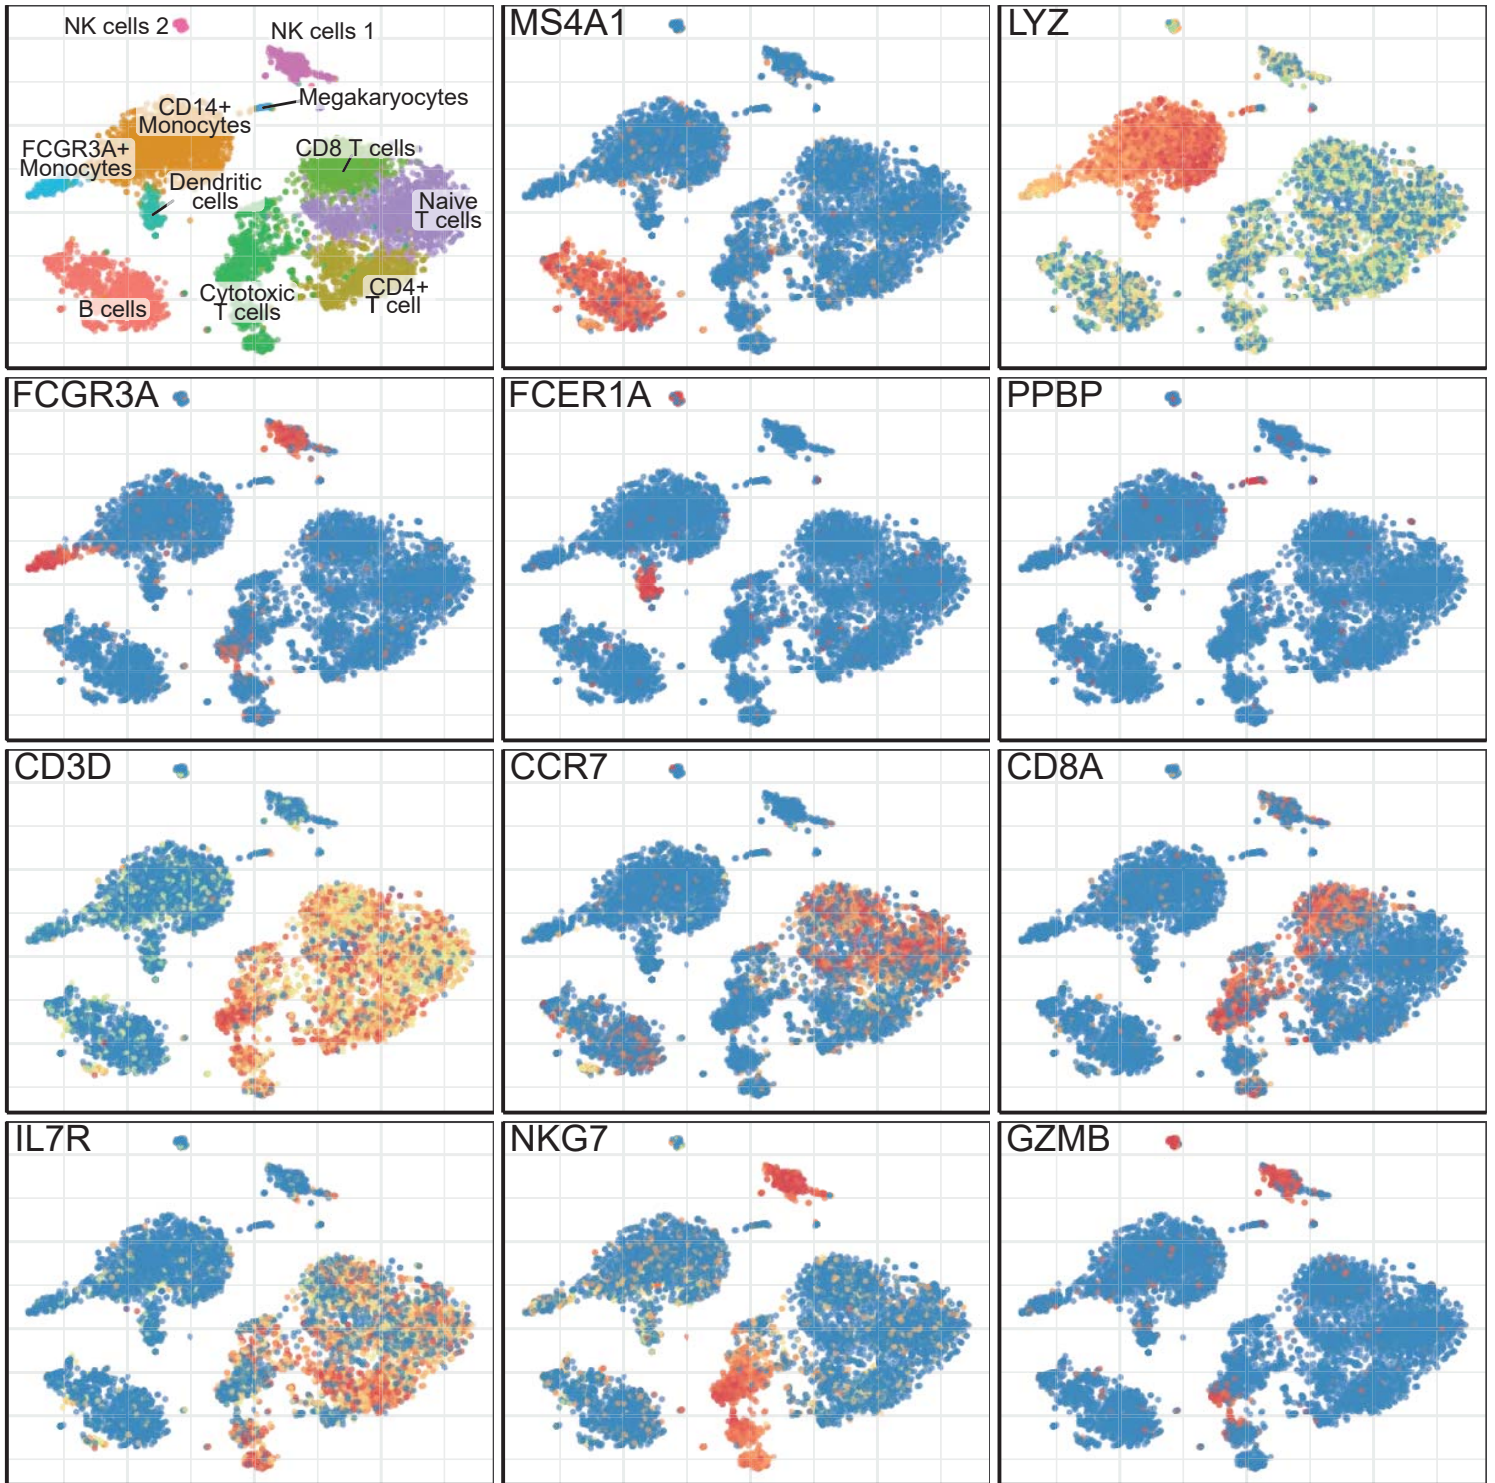 NK cells 2
NK cells 1
Megakaryocytes
CD14+
Monocytes
FCGR3A+
Monocytes
CD8 T cells
Dendritic
cells
Naive
T cells
B cells
Cytotoxic
T cells
CD4+
T cell
MS4A1
LYZ
FCGR3A
FCER1A
PPBP
CD3D
CCR7
CD8A
IL7R
NKG7
GZMB